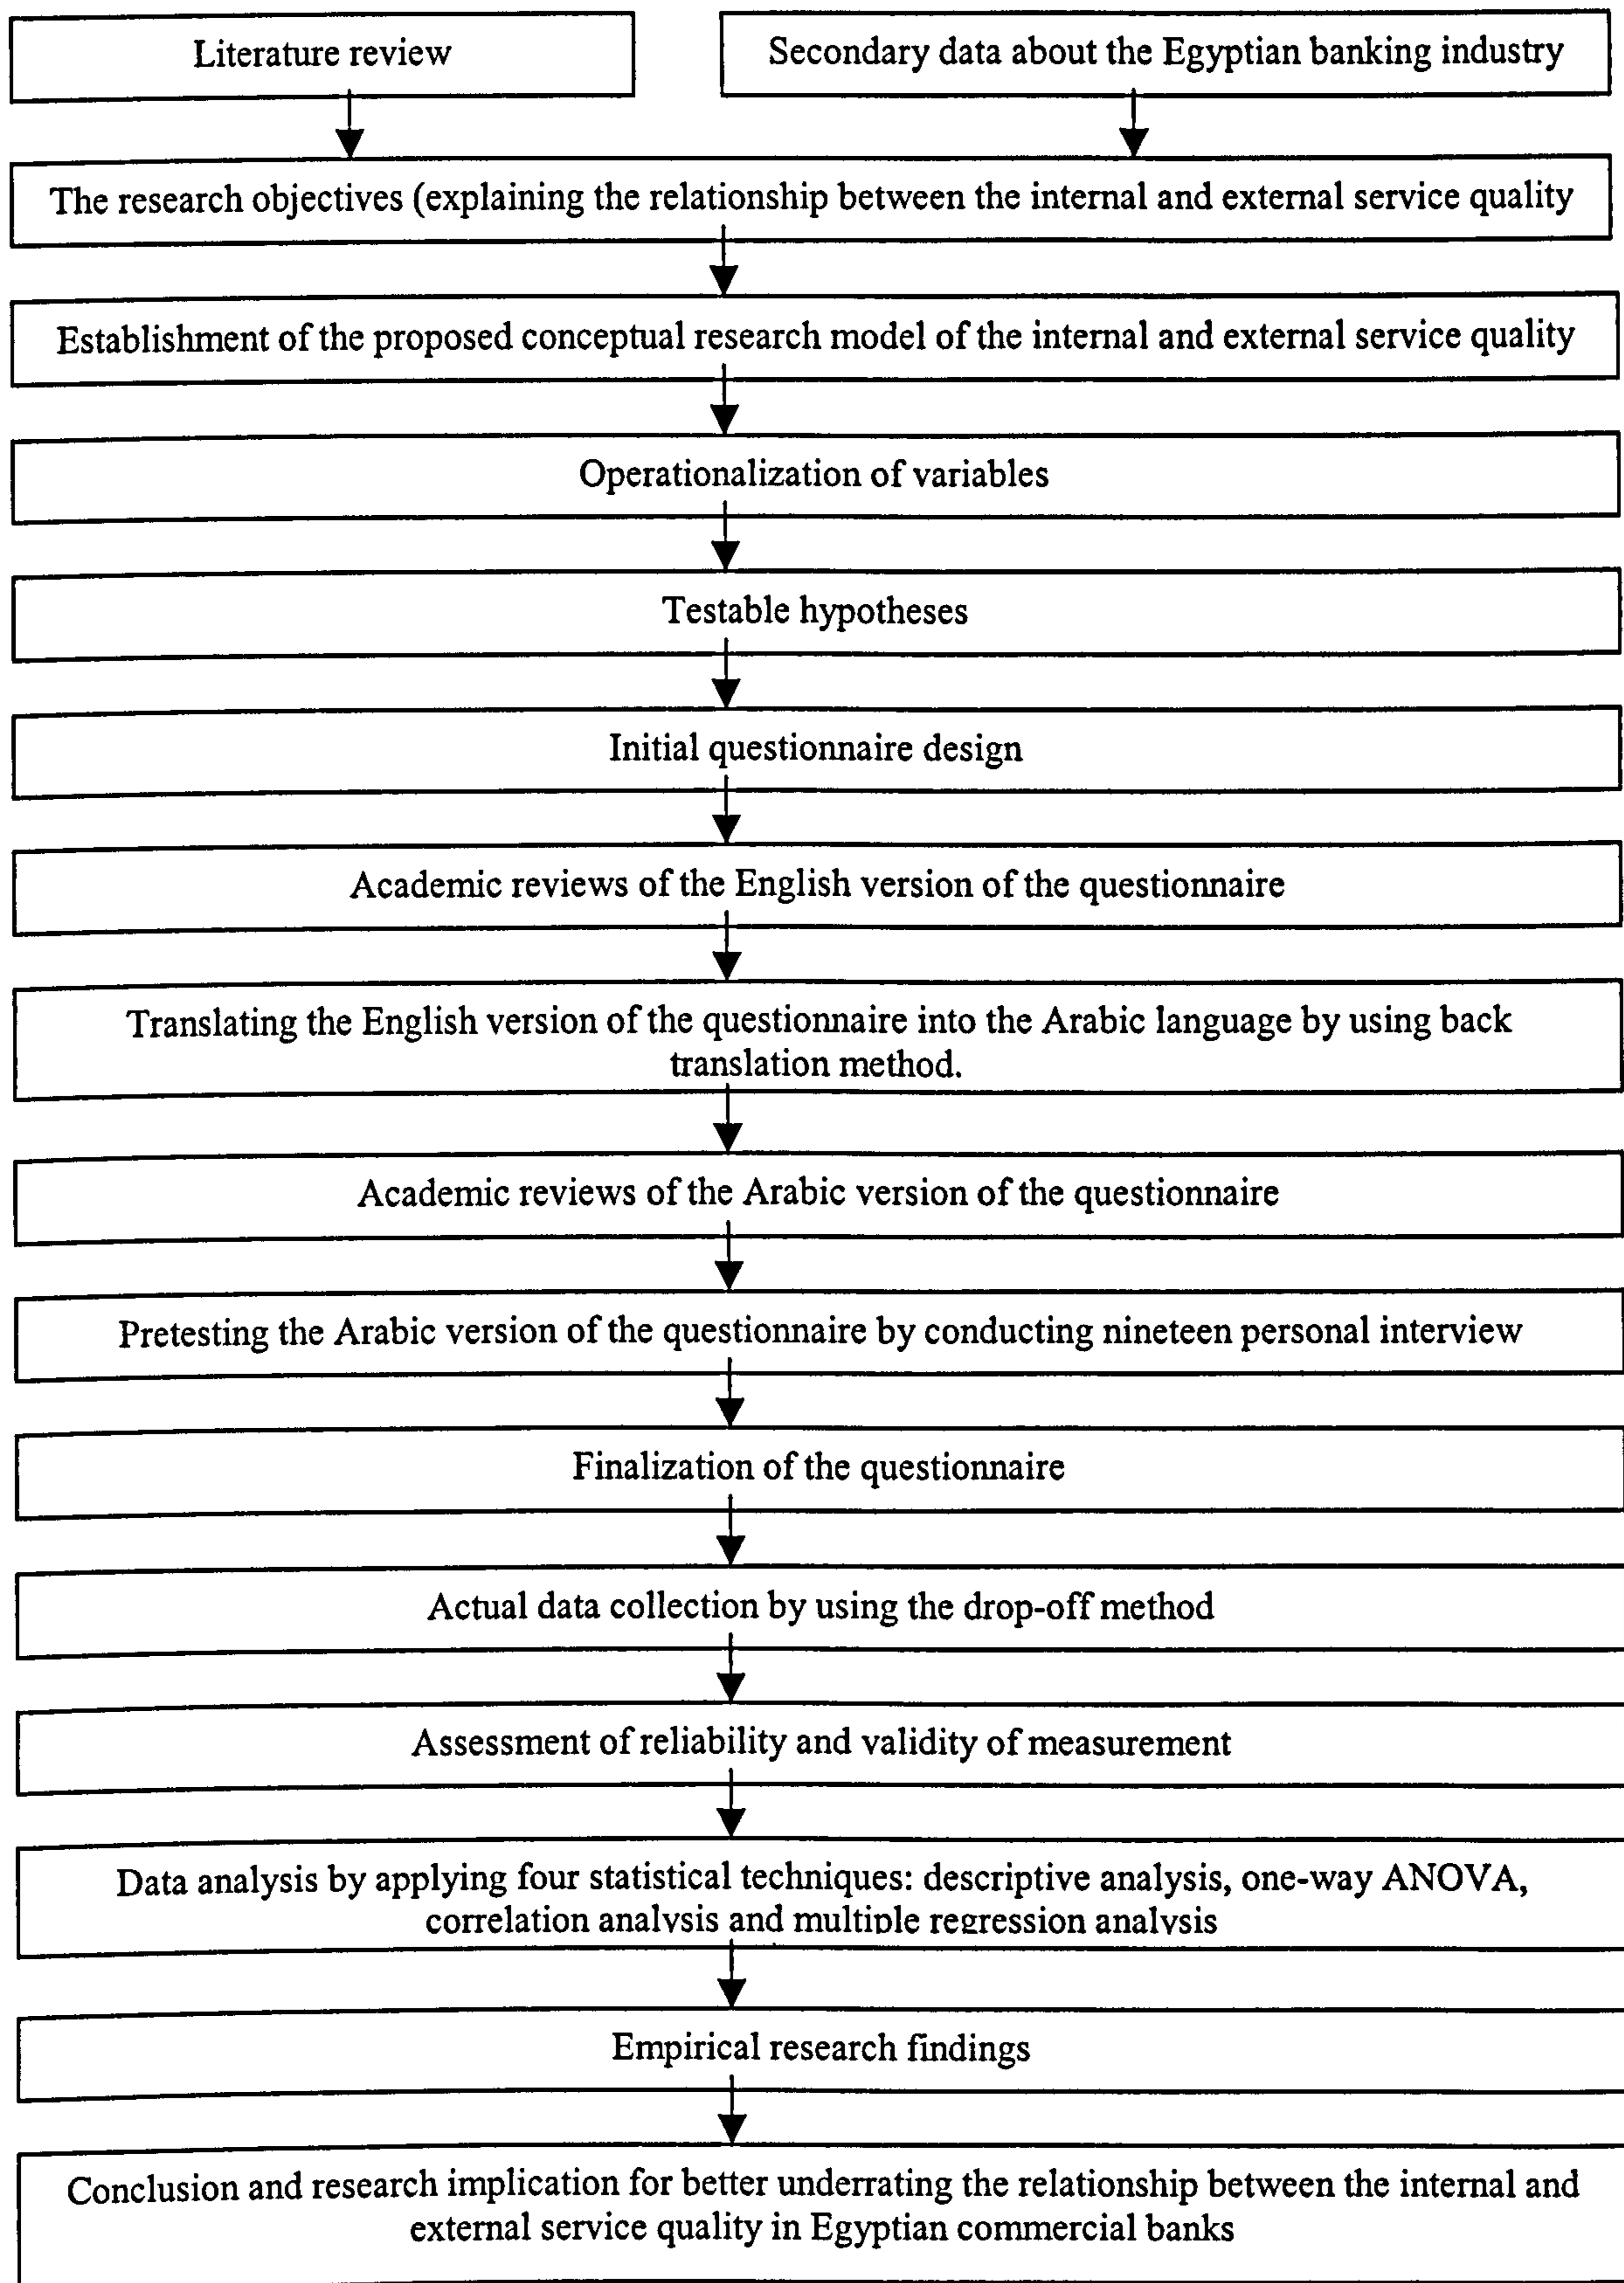 Literature review
Secondary data about the Egyptian banking industry
The research objectives (explaining the relationship between the internal and external service quality
Establishment of the proposed conceptual research model of the internal and external service quality
Operationalization of variables
Testable hypotheses
Initial questionnaire design
Academic reviews of the English version of the questionnaire
Translating the English version of the questionnaire into the Arabic language by using back
translation method.
Academic reviews of the Arabic version of the questionnaire
Pretesting the Arabic version of the questionnaire by conducting nineteen personal interview
Finalization of the questionnaire
Actual data collection by using the drop-off method
Assessment of reliability and validity of measurement
Data analysis by applying four statistical techniques: descriptive analysis, one-way ANOVA,
correlation analysis and multiple regression analysis
Empirical research findings
Conclusion and research implication for better underrating the relationship between the internal and
external service quality in Egyptian commercial banks